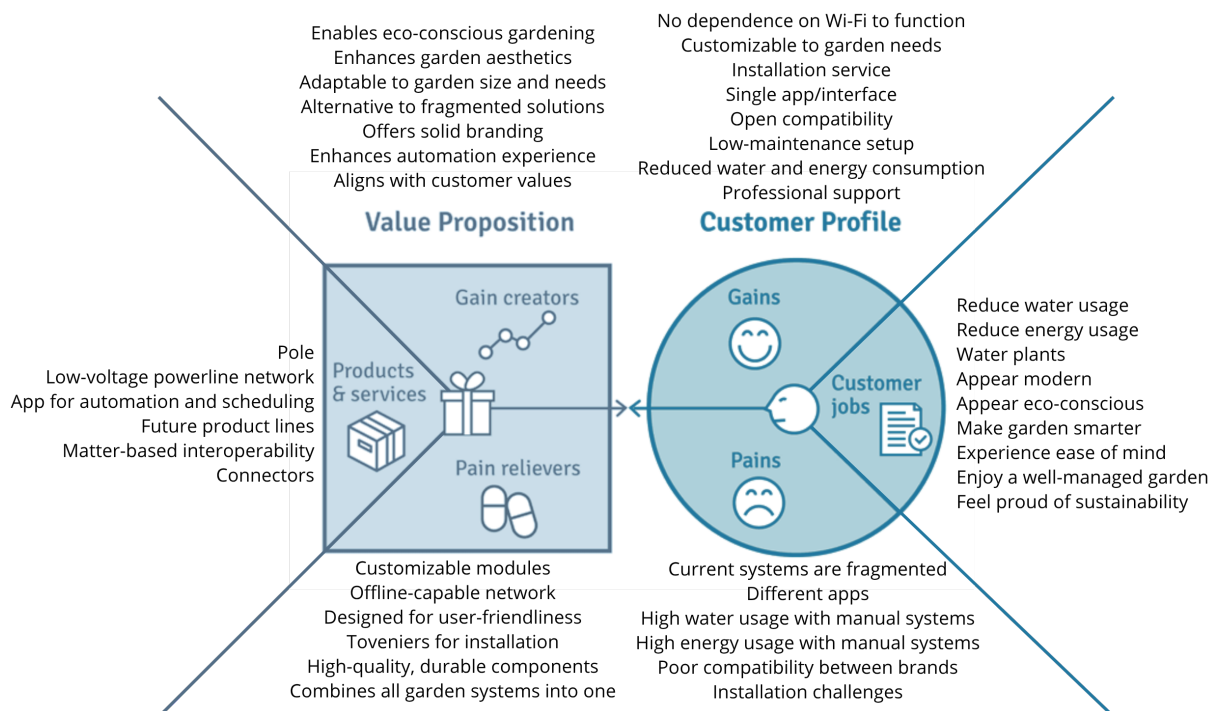 Enables eco-conscious gardening
Enhances garden aesthetics
Adaptable to garden size and needs
Alternative to fragmented solutions
Offers solid branding
Enhances automation experience
Aligns with customer values
No dependence on Wi-Fi to function
Customizable to garden needs
Installation service
Single app/interface
Open compatibility
Low-maintenance setup
Reduced water and energy consumption
Professional support
Value Proposition
Customer Profile
Gain creators
Products
& services
Pain relievers
Gains
Customer
jobs
Pains
Pole
Low-voltage powerline network
App for automation and scheduling
Future product lines
Matter-based interoperability
Connectors
Reduce water usage
Reduce energy usage
Water plants
Appear modern
Appear eco-conscious
Make garden smarter
Experience ease of mind
Enjoy a well-managed garden
Feel proud of sustainability
Customizable modules
Offline-capable network
Designed for user-friendliness
Toveniers for installation
High-quality, durable components
Combines all garden systems into one
Current systems are fragmented
Different apps
High water usage with manual systems
High energy usage with manual systems
Poor compatibility between brands
Installation challenges